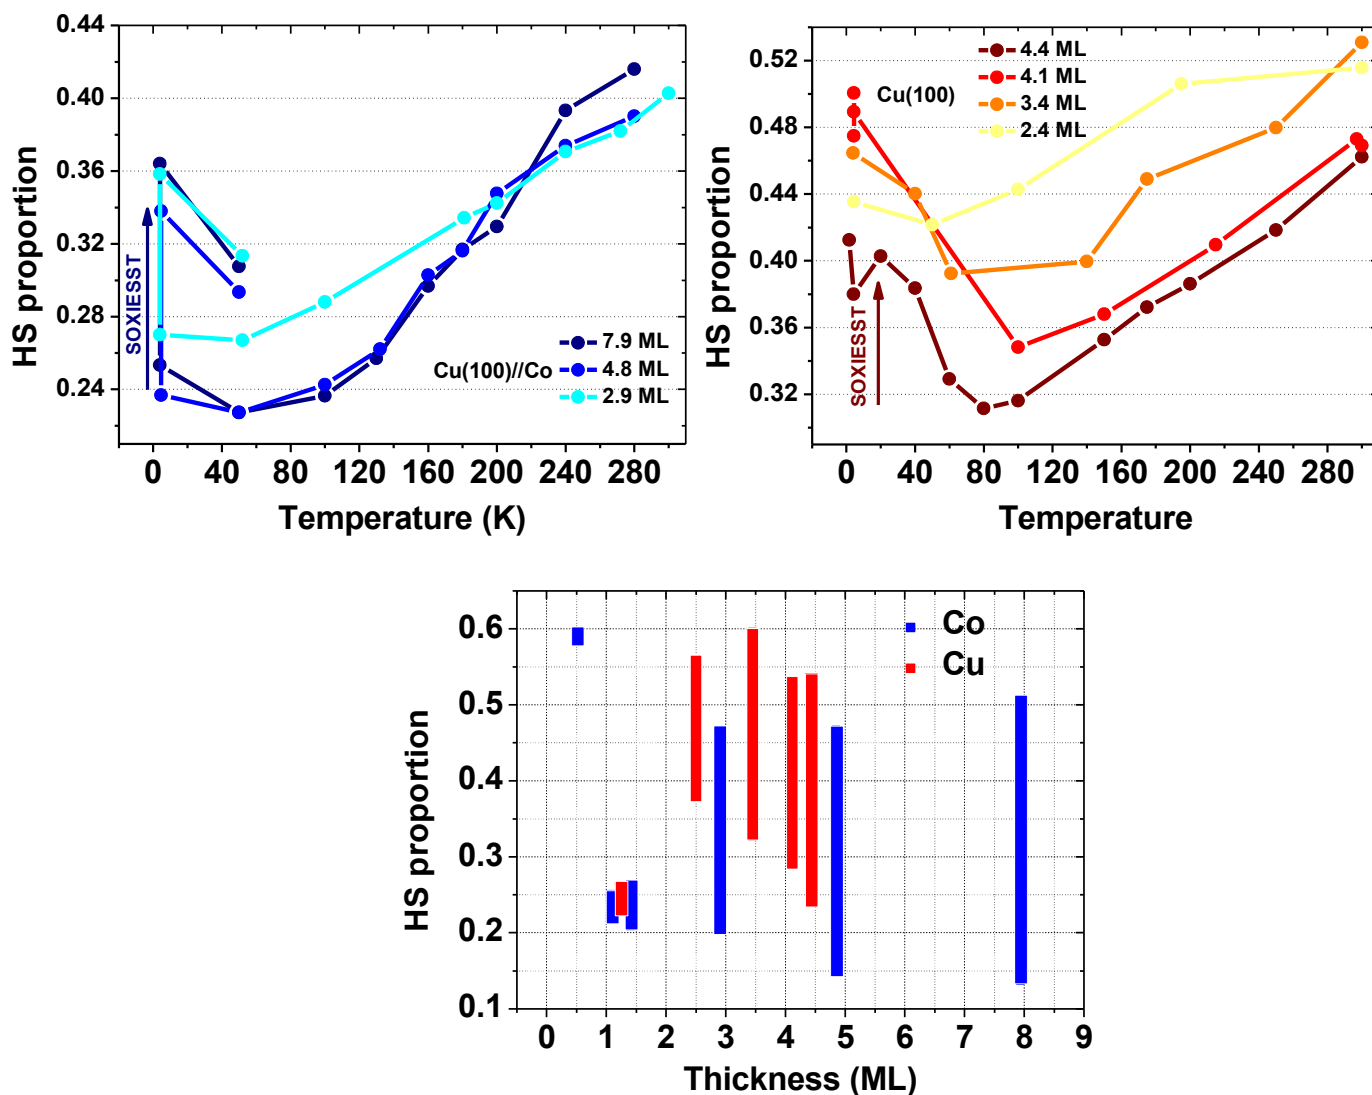 0.44
0.40
0.36
0.32
0.28
0.24
HS proportion
SOXIESST
Cu(100)//Co
7.9 ML
4.8 ML
2.9 ML
0 40 80 120 160 200 240 280
Temperature (K)
0.52
0.48
0.44
0.40
0.36
0.32
HS proportion
SOXIESST
Cu(100)
4.4 ML
4.1 ML
3.4 ML
2.4 ML
0 40 80 120 160 200 240 280
Temperature
0.6
0.5
0.4
0.3
0.2
0.1
HS proportion
Co
Cu
0 1 2 3 4 5 6 7 8 9
Thickness (ML)